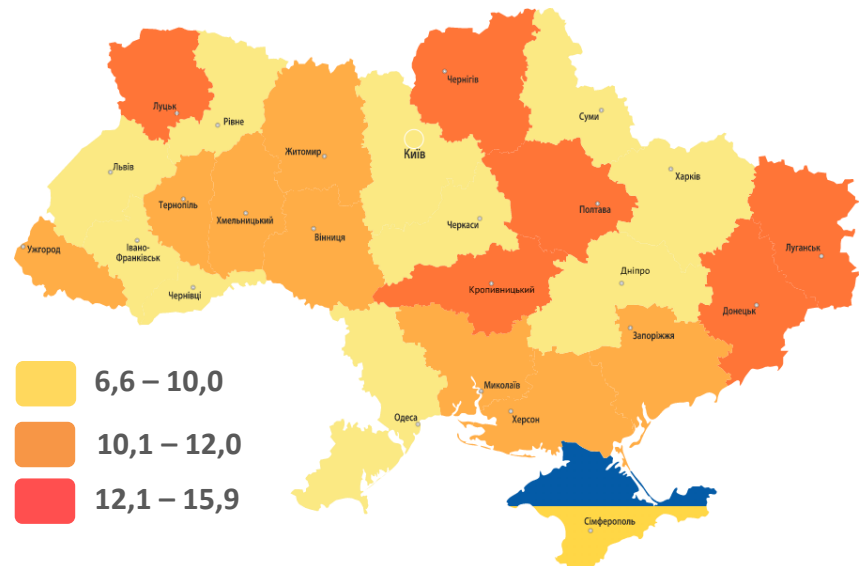 Чернігів
Луцьк
Суми
Рівне
Житомир
Київ
Львів
Харків
Тернопіль
Полтава
Хмельницький
Черкаси
Вінниця
Ужгород
Івано-
Франківськ
Луганськ
Дніпро
Чернівці
Кропивницький
Донецьк
Запоріжжя
6,6 – 10,0
Миколаїв
Одеса
Херсон
10,1 – 12,0
12,1 – 15,9
Сімферополь